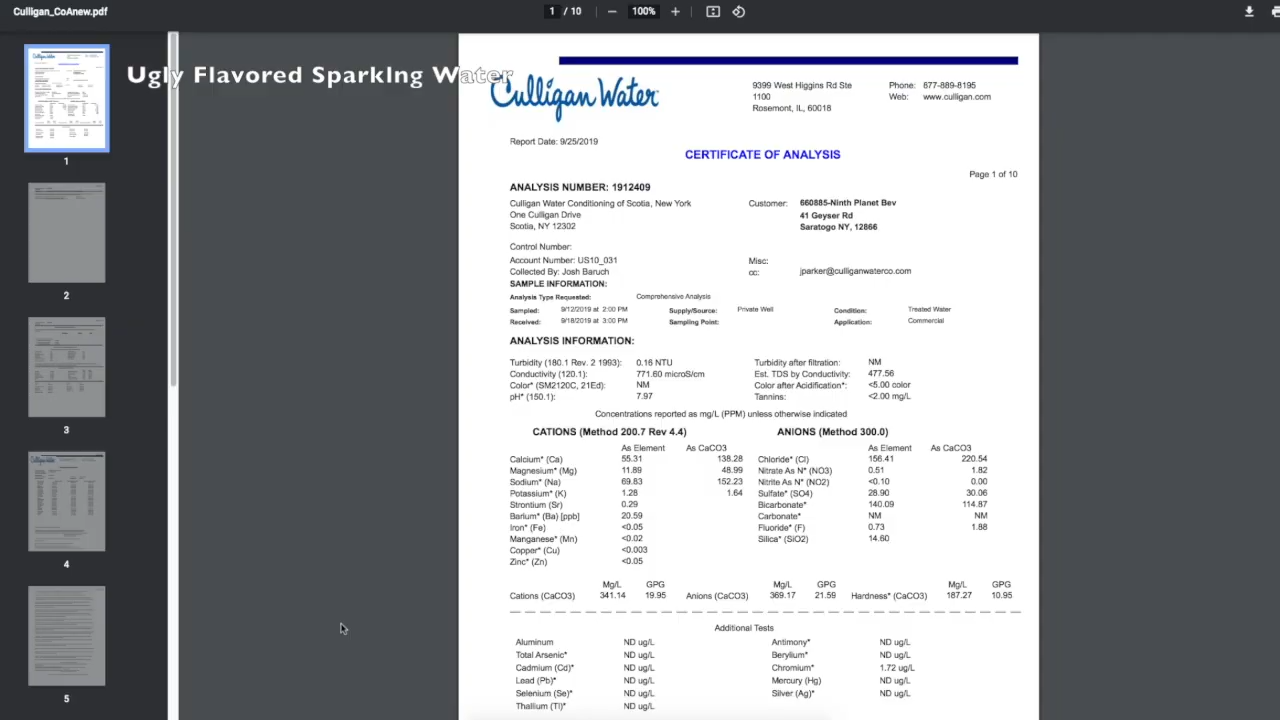 Culligan_CoAnew.pdf
1 / 10
100%
Ugly Flavored Sparking Water
Culligan Water
9399 West Higgins Rd Ste
1100
Rosemont, IL, 60018
Phone: 877-889-8195
Web: www.culligan.com
Report Date: 9/25/2019
CERTIFICATE OF ANALYSIS
Page 1 of 10
ANALYSIS NUMBER: 1912409
Culligan Water Conditioning of Scotia, New York
One Culligan Drive
Scotia, NY 12302
Customer: 660885-Ninth Planet Bev
41 Geyser Rd
Saratogo NY, 12866
Control Number:
Account Number: US10_031
Collected By: Josh Baruch
Misc:
cc: jparker@culliganwaterco.com
SAMPLE INFORMATION:
Analysis Type Requested: Comprehensive Analysis
Sampled: 9/12/2019 at 2:00 PM Supply/Source: Private Well Condition: Treated Water
Received: 9/18/2019 at 3:00 PM Sampling Point: Application: Commercial
ANALYSIS INFORMATION:
Turbidity (180.1 Rev. 2 1993): 0.16 NTU Turbidity after filtration: NM
Conductivity (120.1): 771.60 microS/cm Est. TDS by Conductivity: 477.56
Color* (SM2120C, 21Ed): NM Color after Acidification*: <5.00 color
pH* (150.1): 7.97 Tannins: <2.00 mg/L
Concentrations reported as mg/L (PPM) unless otherwise indicated
CATIONS (Method 200.7 Rev 4.4) ANIONS (Method 300.0)
As Element As CaCO3 As Element As CaCO3
Calcium* (Ca) 55.31 138.28 Chloride* (Cl) 156.41 220.54
Magnesium* (Mg) 11.89 48.99 Nitrate As N* (NO3) 0.51 1.82
Sodium* (Na) 69.83 152.23 Nitrite As N* (NO2) <0.10 0.00
Potassium* (K) 1.28 1.64 Sulfate* (SO4) 28.90 30.06
Strontium (Sr) 0.29 Bicarbonate* 140.09 114.87
Barium* (Ba) [ppb] 20.59 Carbonate* NM NM
Iron* (Fe) <0.05 Fluoride* (F) 0.73 1.88
Manganese* (Mn) <0.02 Silica* (SiO2) 14.60
Copper* (Cu) <0.003
Zinc* (Zn) <0.05
Mg/L GPG Mg/L GPG Mg/L GPG
Cations (CaCO3) 341.14 19.95 Anions (CaCO3) 369.17 21.59 Hardness* (CaCO3) 187.27 10.95
Additional Tests
Aluminum ND ug/L Antimony* ND ug/L
Total Arsenic* ND ug/L Berylium* ND ug/L
Cadmium (Cd)* ND ug/L Chromium* 1.72 ug/L
Lead (Pb)* ND ug/L Mercury (Hg) ND ug/L
Selenium (Se)* ND ug/L Silver (Ag)* ND ug/L
Thallium (Tl)* ND ug/L
1
2
3
4
5